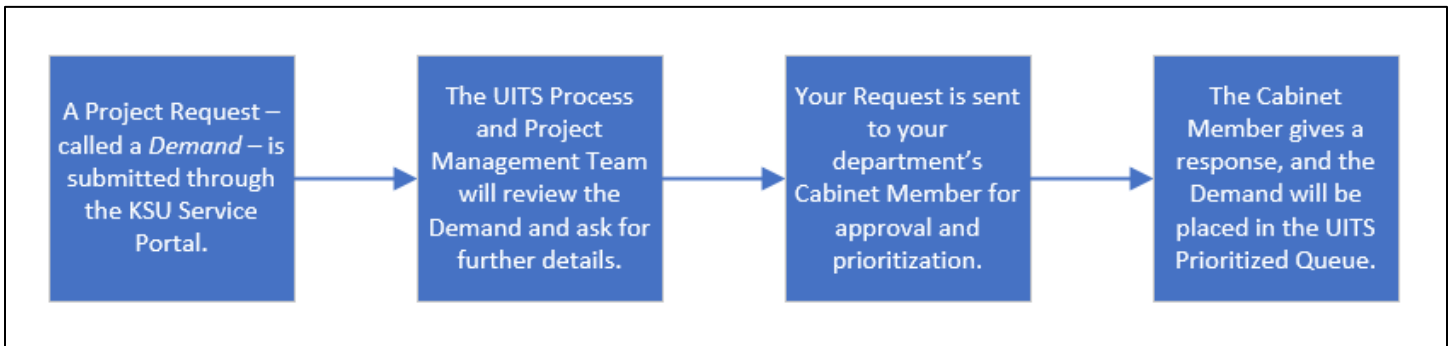 A Project Request –
called a Demand – is
submitted through
the KSU Service
Portal.
The UITS Process
and Project
Management Team
will review the
Demand and ask for
further details.
Your Request is sent
to your
department’s
Cabinet Member for
approval and
prioritization.
The Cabinet
Member gives a
response, and the
Demand will be
placed in the UITS
Prioritized Queue.